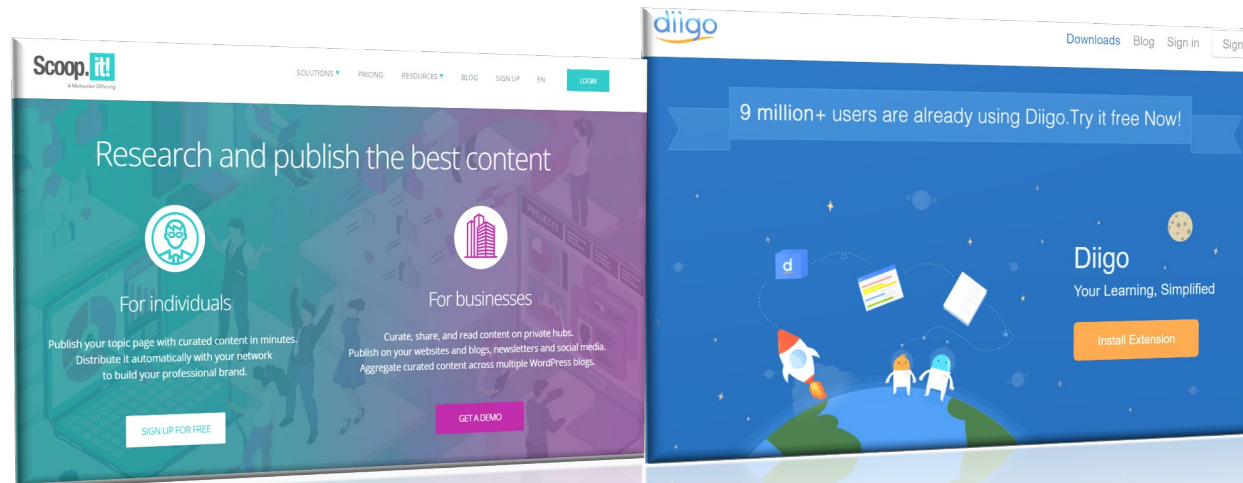 Scoop.it!
A Meltwater Offering
SOLUTIONS PRICING RESOURCES BLOG SIGN UP EN LOGIN
Research and publish the best content
For individuals
Publish your topic page with curated content in minutes.
Distribute it automatically with your network
to build your professional brand.
SIGN UP FOR FREE
For businesses
Curate, share, and read content on private hubs.
Publish on your websites and blogs, newsletters and social media.
Aggregate curated content across multiple WordPress blogs.
GET A DEMO
PROJECTS
diigo
Downloads Blog Sign in Sign
9 million+ users are already using Diigo.Try it free Now!
d
Diigo
Your Learning, Simplified
Install Extension